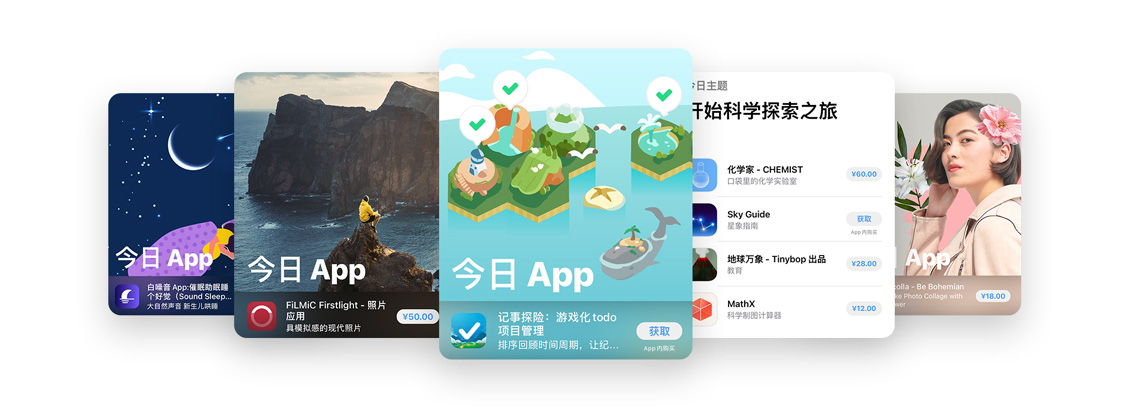 今日 App
白噪音 App:催眠助眠睡
个好觉（Sound Sleep...
大自然声音 新生儿哄睡
今日 App
FiLMiC Firstlight - 照片
应用
具模拟感的现代照片
¥50.00
今日 App
记事探险：游戏化 todo
项目管理
排序回顾时间周期，让纪...
获取
App 内购买
今日主题
开始科学探索之旅
化学家 - CHEMIST
口袋里的化学实验室
¥60.00
Sky Guide
星象指南
获取
App 内购买
地球万象 - Tinybop 出品
教育
¥28.00
MathX
科学制图计算器
¥12.00
App
olla - Be Bohemian
ke Photo Collage with
wer
¥18.00